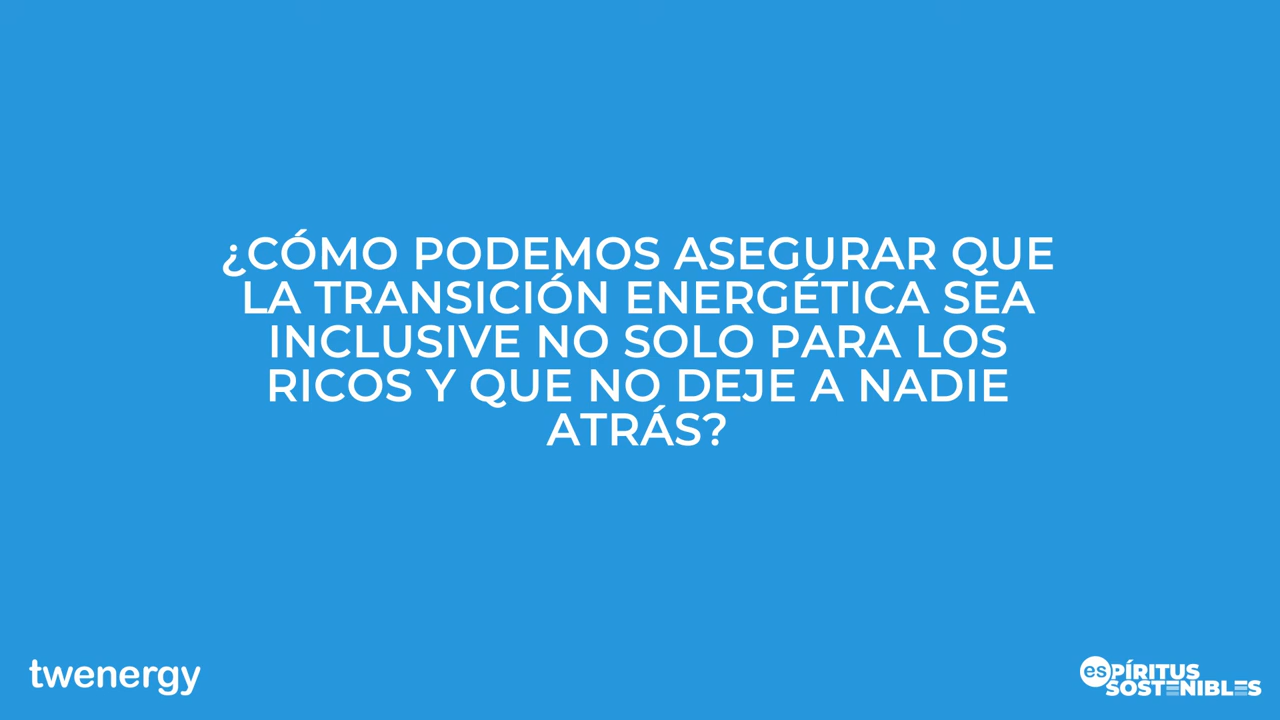 ¿CÓMO PODEMOS ASEGURAR QUE
LA TRANSICIÓN ENERGÉTICA SEA
INCLUSIVE NO SOLO PARA LOS
RICOS Y QUE NO DEJE A NADIE
ATRÁS?
twenergy
esPÍRITUS
SOSTENIBLES